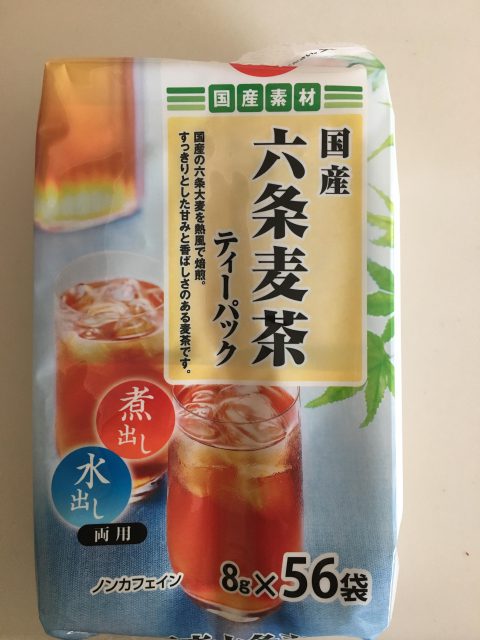 国産素材
国産
六条麦茶
ティーパック
国産の六条大麦を熱風で焙煎。
すっきりとした甘みと香ばしさのある麦茶です。
煮出し
水出し
両用
ノンカフェイン
8g×56袋